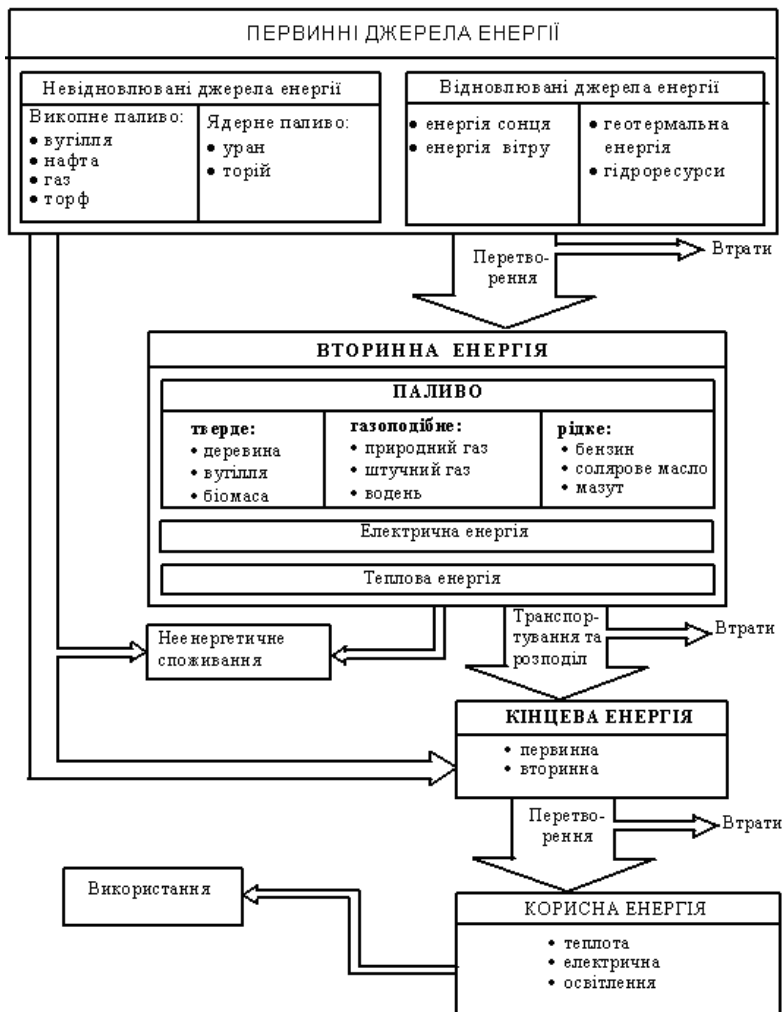 ПЕРВИННІ ДЖЕРЕЛА ЕНЕРГІЇ
Невідновлювані джерела енергії
Викопне паливо:
• вугілля
• нафта
• газ
• торф
Ядерне паливо:
• уран
• торій
Відновлювані джерела енергії
• енергія сонця
• енергія вітру
• геотермальна
енергія
• гідроресурси
Перетво-
рення
Втрати
ВТОРИННА ЕНЕРГІЯ
ПАЛИВО
тверде:
• деревина
• вугілля
• біомаса
газоподібне:
• природний газ
• штучний газ
• водень
рідке:
• бензин
• солярове масло
• мазут
Електрична енергія
Теплова енергія
Неенергетичне
споживання
Транспор-
тування та
розподіл
Втрати
КІНЦЕВА ЕНЕРГІЯ
• первинна
• вторинна
Перетво-
рення
Втрати
Використання
КОРИСНА ЕНЕРГІЯ
• теплота
• електрична
• освітлення